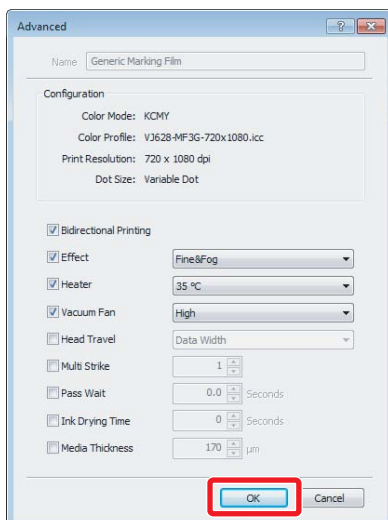 Advanced
Name Generic Marking Film
Configuration
Color Mode: KCMY
Color Profile: VJ628-MF3G-720x1080.icc
Print Resolution: 720 x 1080 dpi
Dot Size: Variable Dot
Bidirectional Printing
Effect Fine&Fog
Heater 35 °C
Vacuum Fan High
Head Travel Data Width
Multi Strike 1
Pass Wait 0.0 Seconds
Ink Drying Time 0 Seconds
Media Thickness 170 µm
OK Cancel